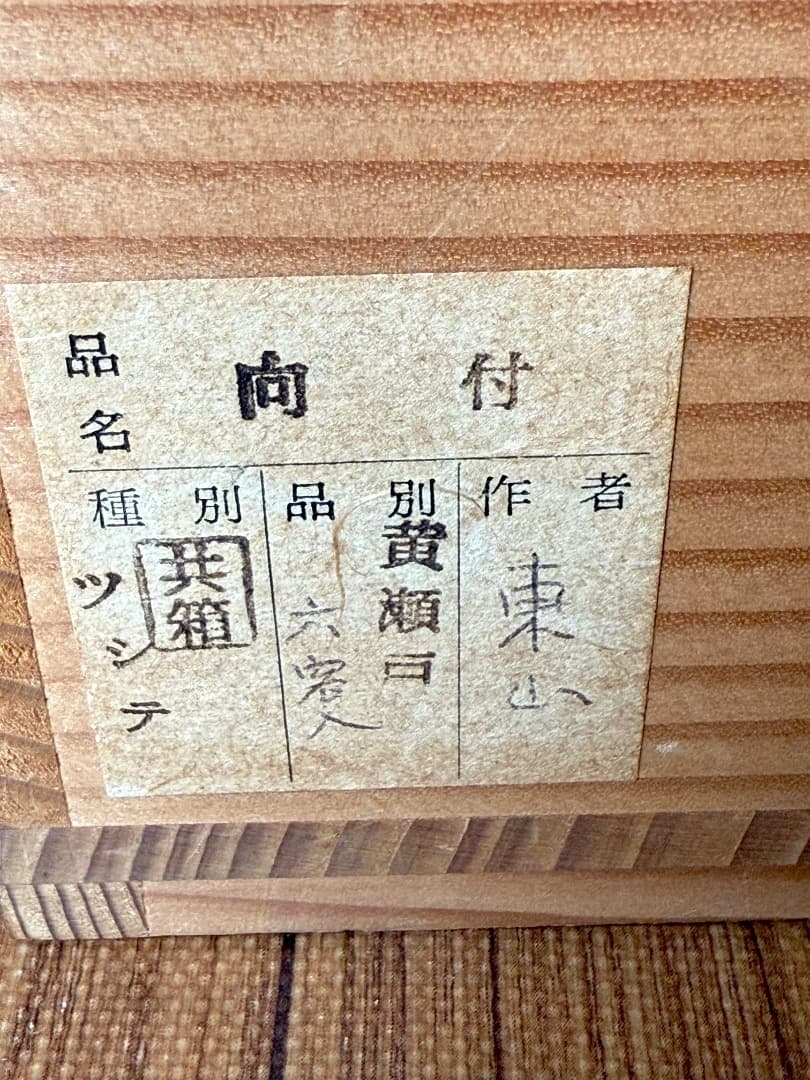 品名 向付
種別 品別 作者
共箱
ツシテ
黄瀬戸
六客入
東山